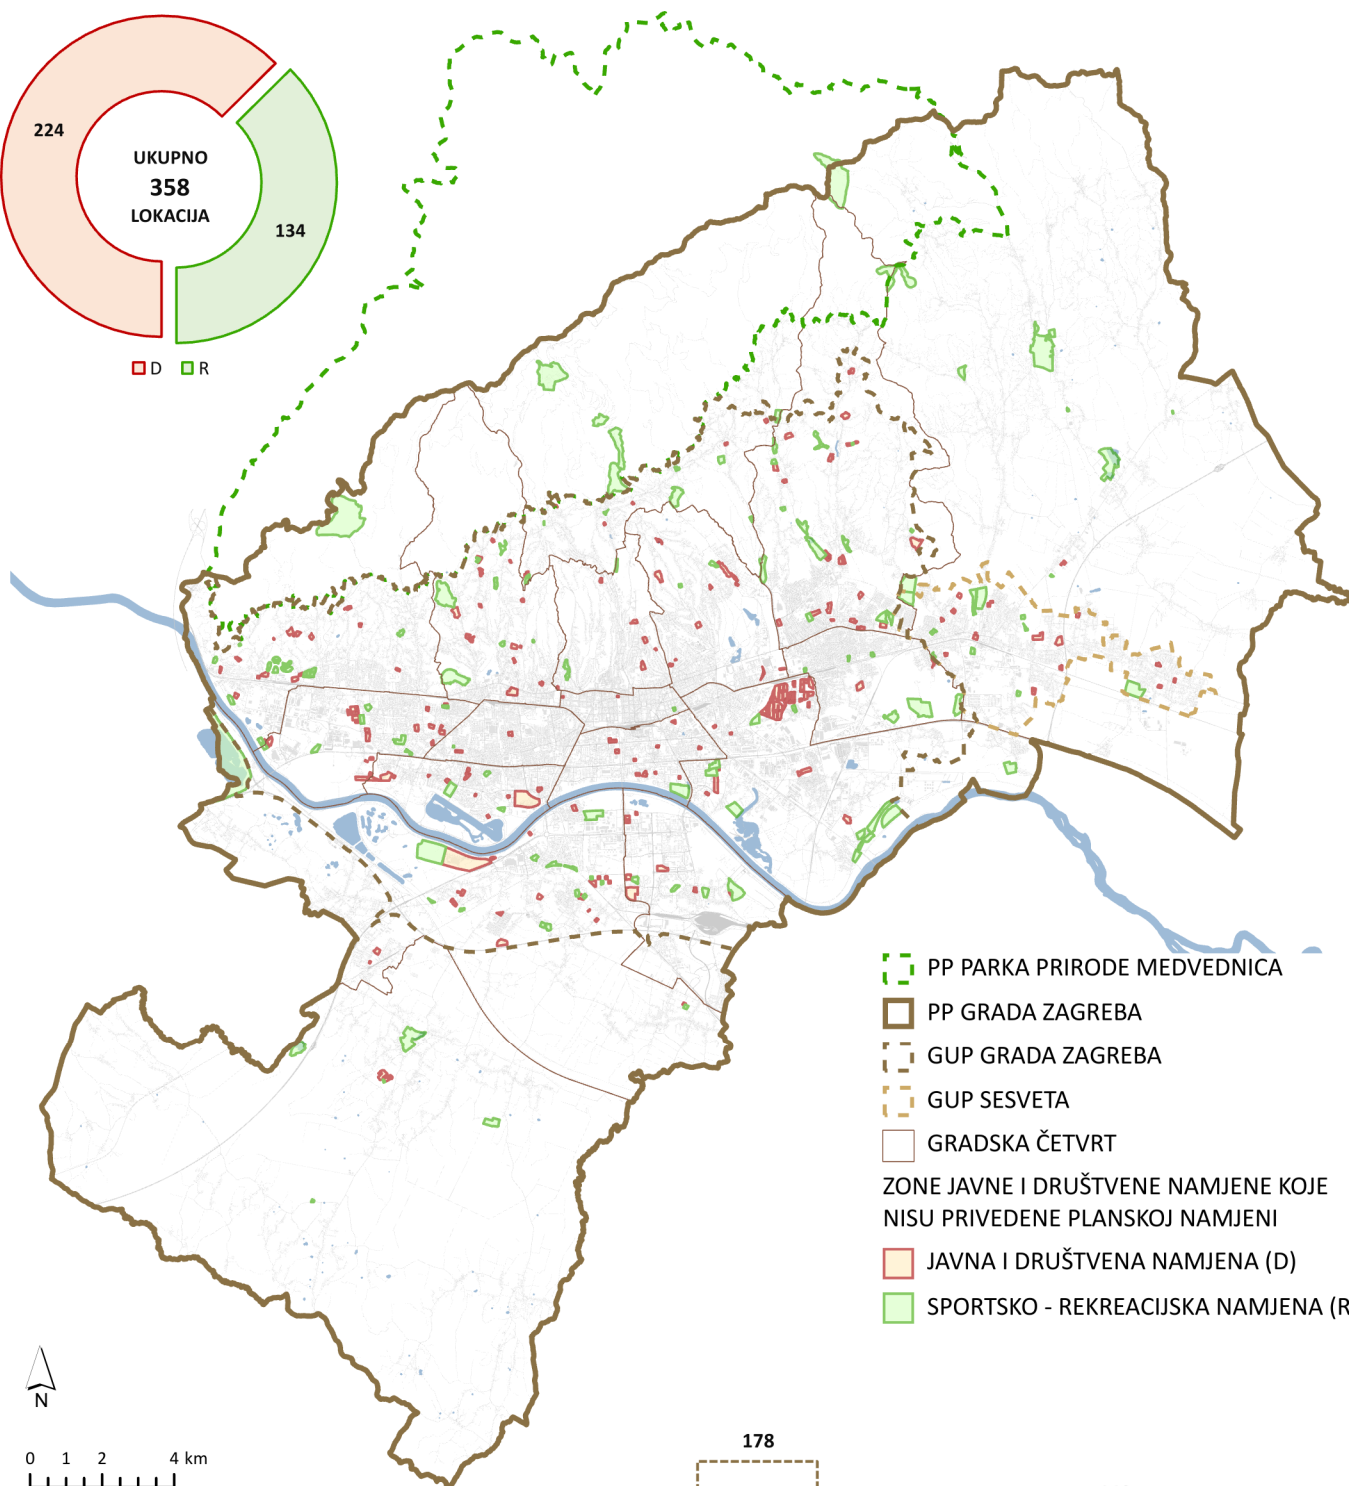 224
UKUPNO
358
LOKACIJA
134
D R
PP PARKA PRIRODE MEDVEDNICA
PP GRADA ZAGREBA
GUP GRADA ZAGREBA
GUP SESVETA
GRADSKA ČETVRT
ZONE JAVNE I DRUŠTVENE NAMJENE KOJE
NISU PRIVEDENE PLANSKOJ NAMJENI
JAVNA I DRUŠTVENA NAMJENA (D)
SPORTSKO - REKREACIJSKA NAMJENA (R
N
0 1 2 4 km
178